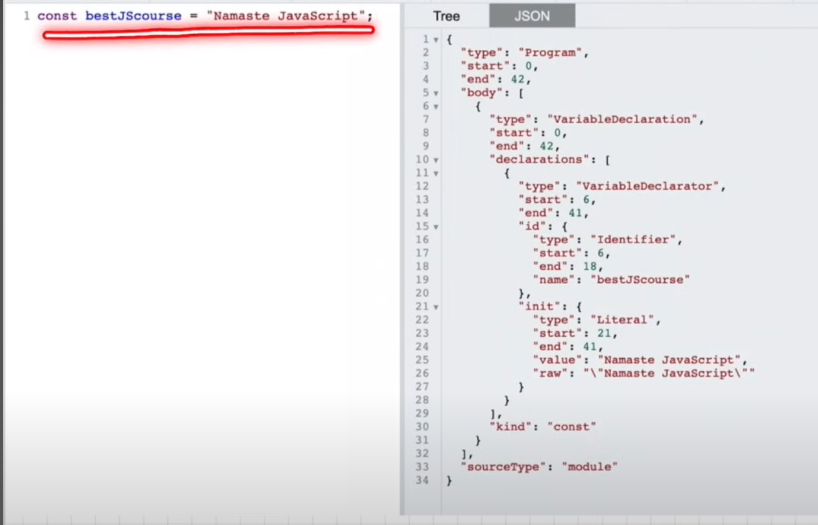 1 const bestJScourse = "Namaste JavaScript";
Tree JSON
1 {
2 "type": "Program",
3 "start": 0,
4 "end": 42,
5 "body": [
6 {
7 "type": "VariableDeclaration",
8 "start": 0,
9 "end": 42,
10 "declarations": [
11 {
12 "type": "VariableDeclarator",
13 "start": 6,
14 "end": 41,
15 "id": {
16 "type": "Identifier",
17 "start": 6,
18 "end": 18,
19 "name": "bestJScourse"
20 },
21 "init": {
22 "type": "Literal",
23 "start": 21,
24 "end": 41,
25 "value": "Namaste JavaScript",
26 "raw": "\"Namaste JavaScript\""
27 }
28 }
29 ],
30 "kind": "const"
31 }
32 ],
33 "sourceType": "module"
34 }